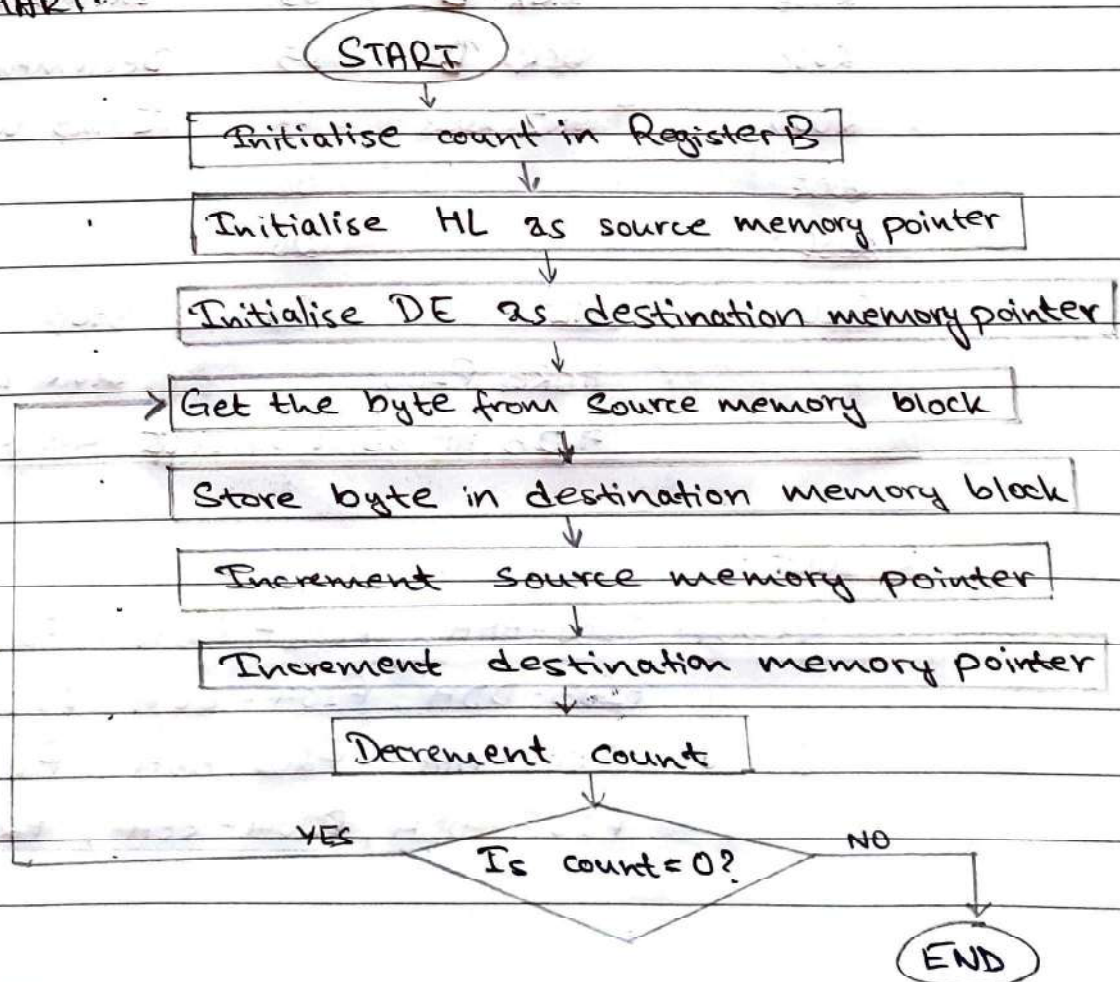 START
Initialise count in Register B
Initialise HL as source memory pointer
Initialise DE as destination memory pointer
Get the byte from source memory block
Store byte in destination memory block
Increment source memory pointer
Increment destination memory pointer
Decrement count
YES
Is count = 0?
NO
END